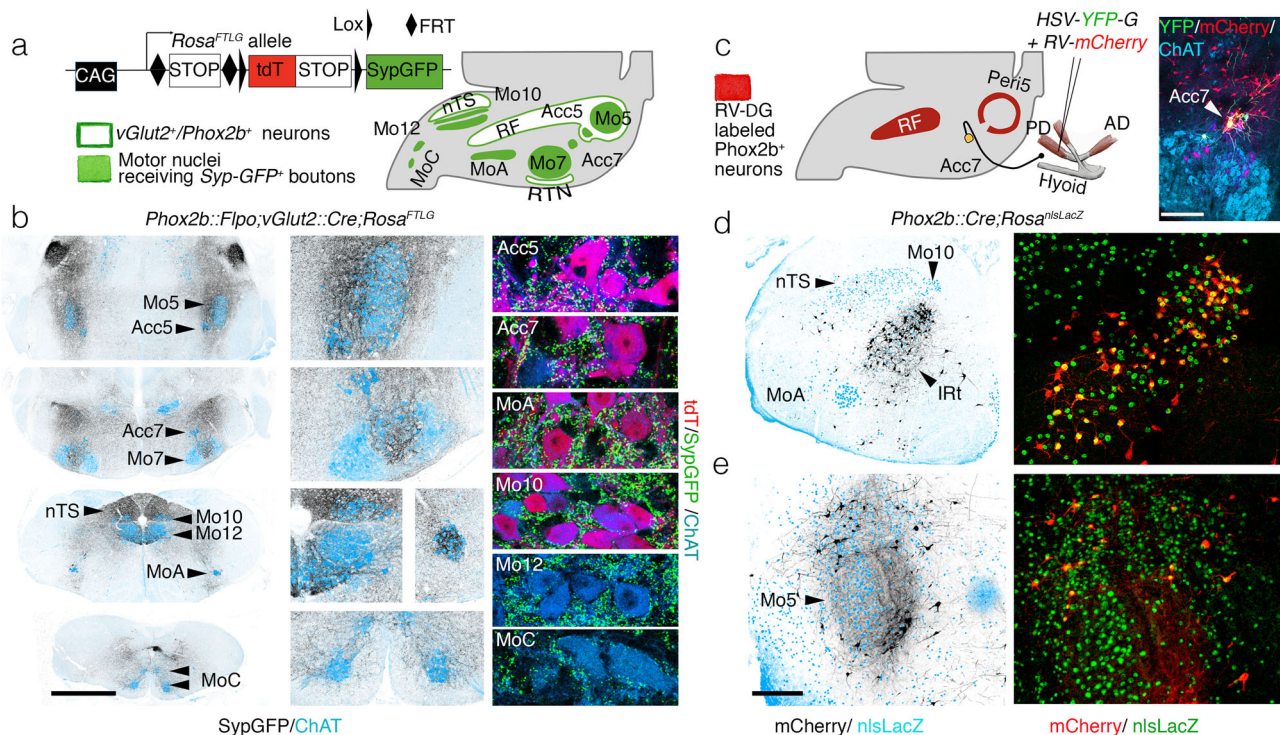 a
Rosa^FTLG allele
Lox
FRT
CAG
STOP
tdT
STOP
SypGFP
vGlut2+/Phox2b+ neurons
Motor nuclei
receiving Syp-GFP+ boutons
nTS
Mo10
Mo12
RF
Acc5
Mo5
MoC
MoA
Mo7
Acc7
RTN
b
Phox2b::Flpo;vGlut2::Cre;Rosa^FTLG
Mo5
Acc5
Acc7
Mo7
nTS
Mo10
Mo12
MoA
MoC
Acc5
Acc7
MoA
Mo10
Mo12
MoC
tdT/SypGFP /ChAT
SypGFP/ChAT
c
HSV-YFP-G
+ RV-mCherry
RV-DG
labeled
Phox2b+
neurons
RF
Peri5
Acc7
PD
AD
Hyoid
YFP/mCherry/
ChAT
Acc7
d
Phox2b::Cre;Rosa^nlsLacZ
nTS
Mo10
MoA
IRt
e
Mo5
mCherry/ nlsLacZ
mCherry/ nlsLacZ